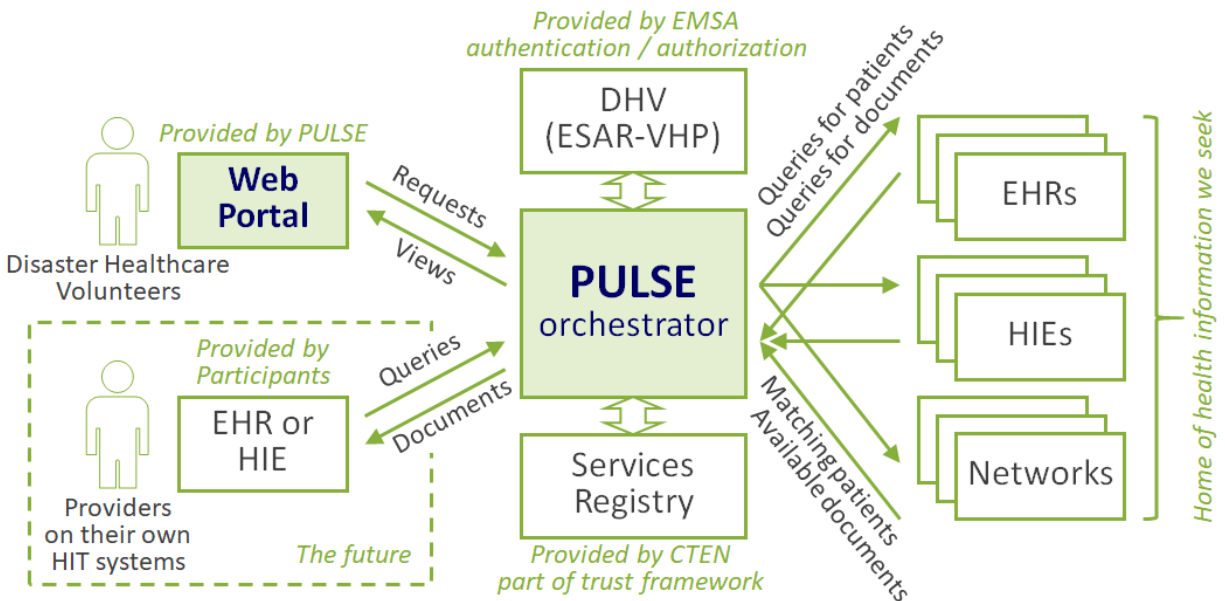 Provided by EMSA
authentication / authorization
DHV
(ESAR-VHP)
Provided by PULSE
Web
Portal
Disaster Healthcare
Volunteers
Requests
Views
PULSE
orchestrator
Queries for patients
Queries for documents
EHRs
HIEs
Networks
Home of health information we seek
Matching patients
Available documents
Provided by
Participants
EHR or
HIE
Providers
on their own
HIT systems
The future
Queries
Documents
Services
Registry
Provided by CTEN
part of trust framework